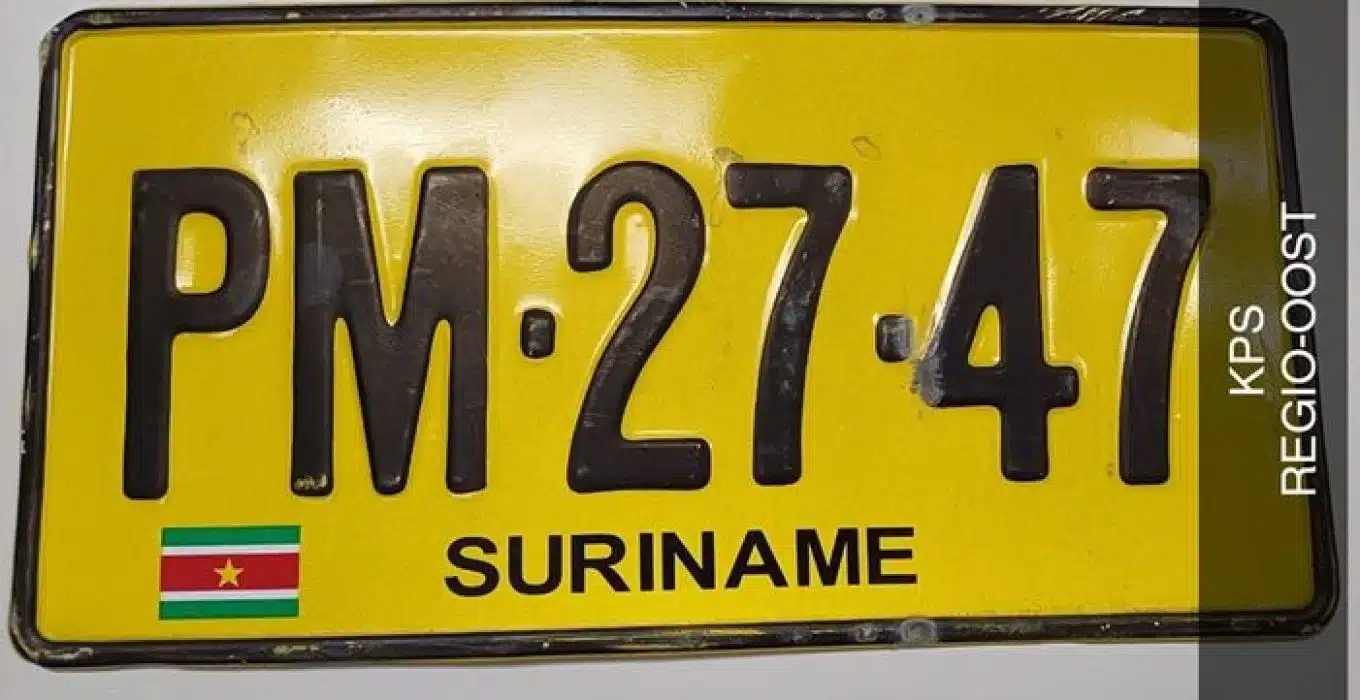 PM·27·47
SURINAME
KPS
REGIO-OOST